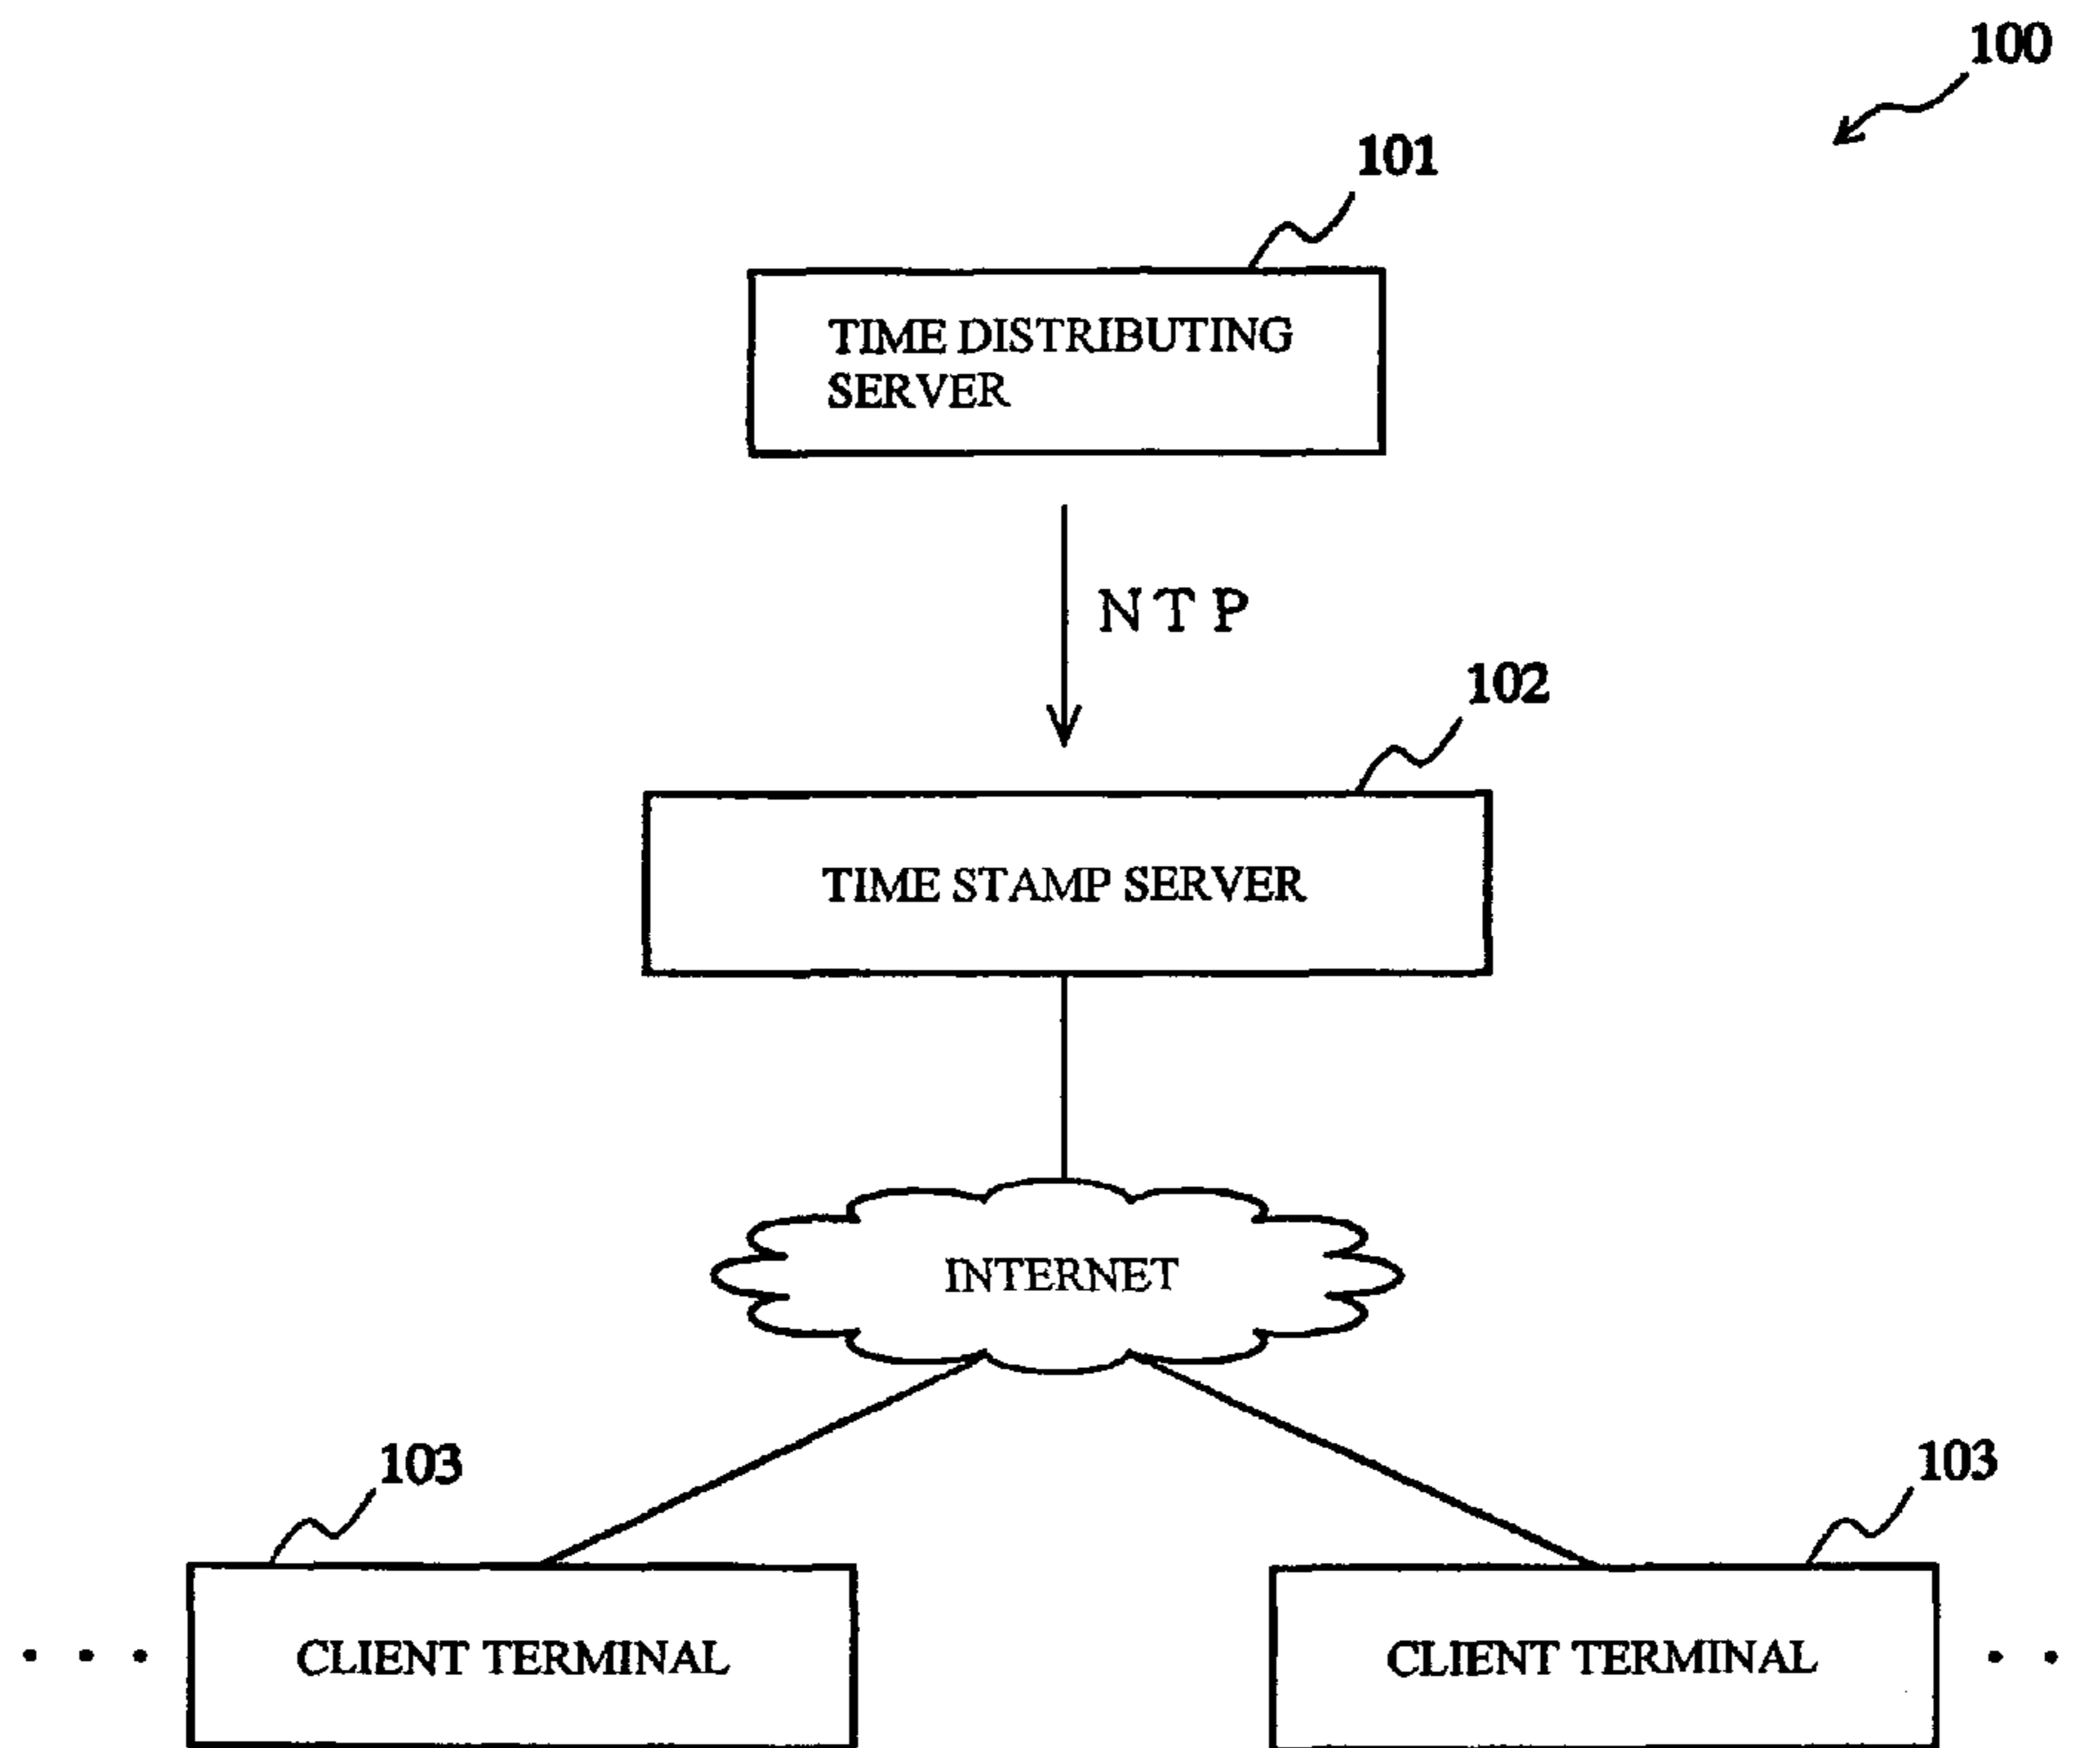 100
101
TIME DISTRIBUTING
SERVER
NTP
102
TIME STAMP SERVER
INTERNET
103
103
CLIENT TERMINAL
CLIENT TERMINAL